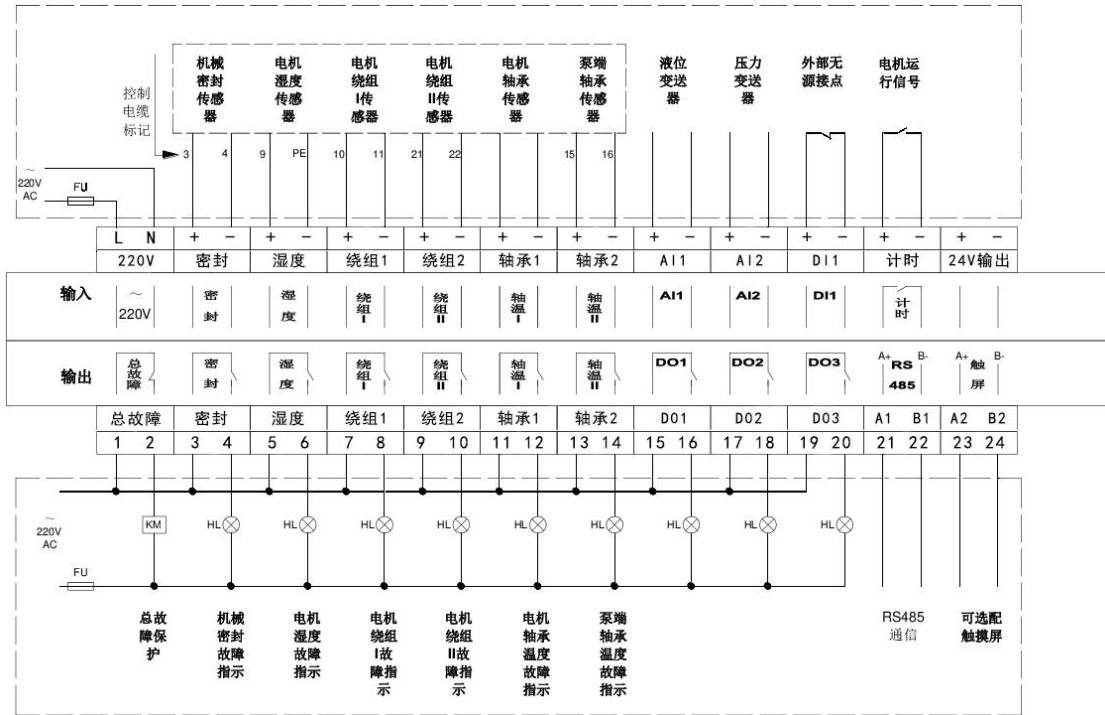 机械
密封
传感
器
电机
湿度
传感
器
电机
绕组
I传
感器
电机
绕组
II传
感器
电机
轴承
传感
器
泵端
轴承
传感
器
液位
变送
器
压力
变送
器
外部无
源接点
电机运
行信号
控制
电缆
标记
3 4 9 PE 10 11 21 22 15 16
~
220V
AC
FU
L N + - + - + - + - + - + - + - + - + - + - + -
220V 密封 湿度 绕组1 绕组2 轴承1 轴承2 AI1 AI2 DI1 计时 24V输出
输入
~
220V
密
封
湿
度
绕
组
I
绕
组
II
轴
温
I
轴
温
II
AI1
AI2
DI1
计
时
输出
总
故
障
密
封
湿
度
绕
组
I
绕
组
II
轴
温
I
轴
温
II
DO1
DO2
DO3
A+ B-
RS
485
A+ B-
触
屏
总故障 密封 湿度 绕组1 绕组2 轴承1 轴承2 DO1 DO2 DO3 A1 B1 A2 B2
1 2 3 4 5 6 7 8 9 10 11 12 13 14 15 16 17 18 19 20 21 22 23 24
~
220V
AC
KM HL HL HL HL HL HL HL HL HL
FU
总故
障保
护
机械
密封
故障
指示
电机
湿度
故障
指示
电机
绕组
I故
障指
示
电机
绕组
II故
障指
示
电机
轴承
温度
故障
指示
泵端
轴承
温度
故障
指示
RS485
通信
可选配
触摸屏